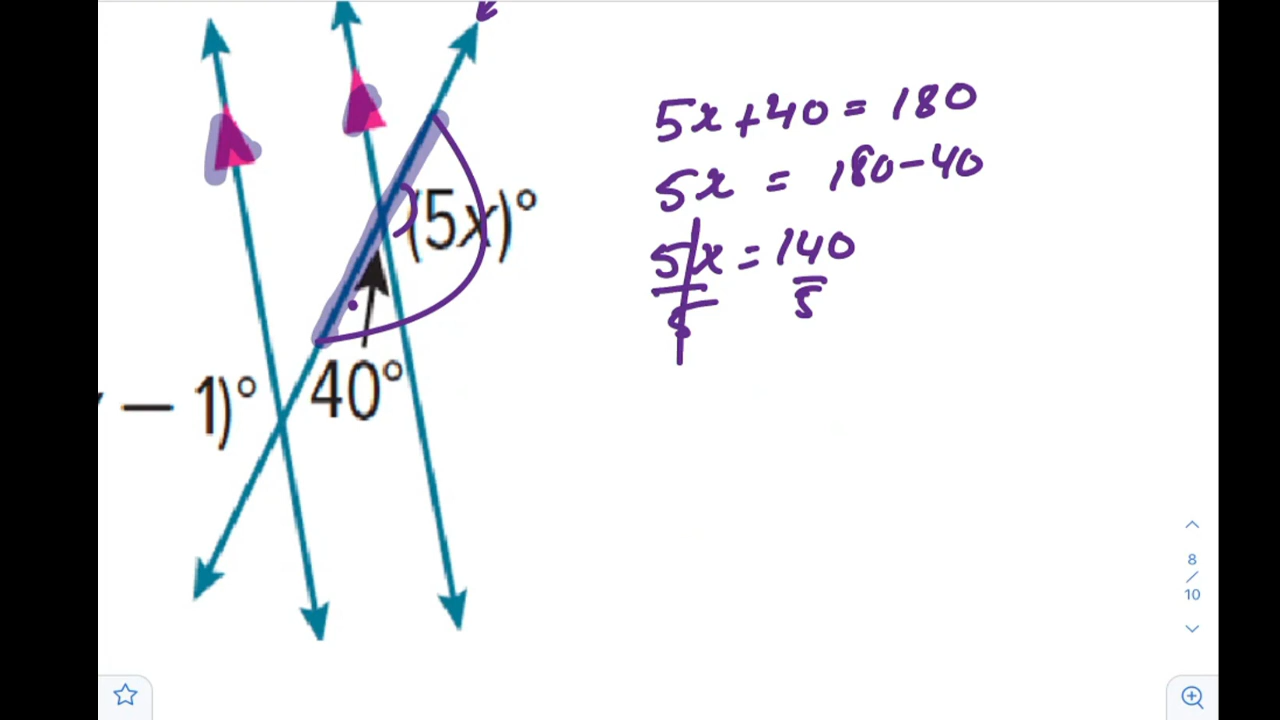 5x + 40 = 180
5x = 180 - 40
5x = 140
5 5
(5x)°
40°
– 1)°
8
/
10